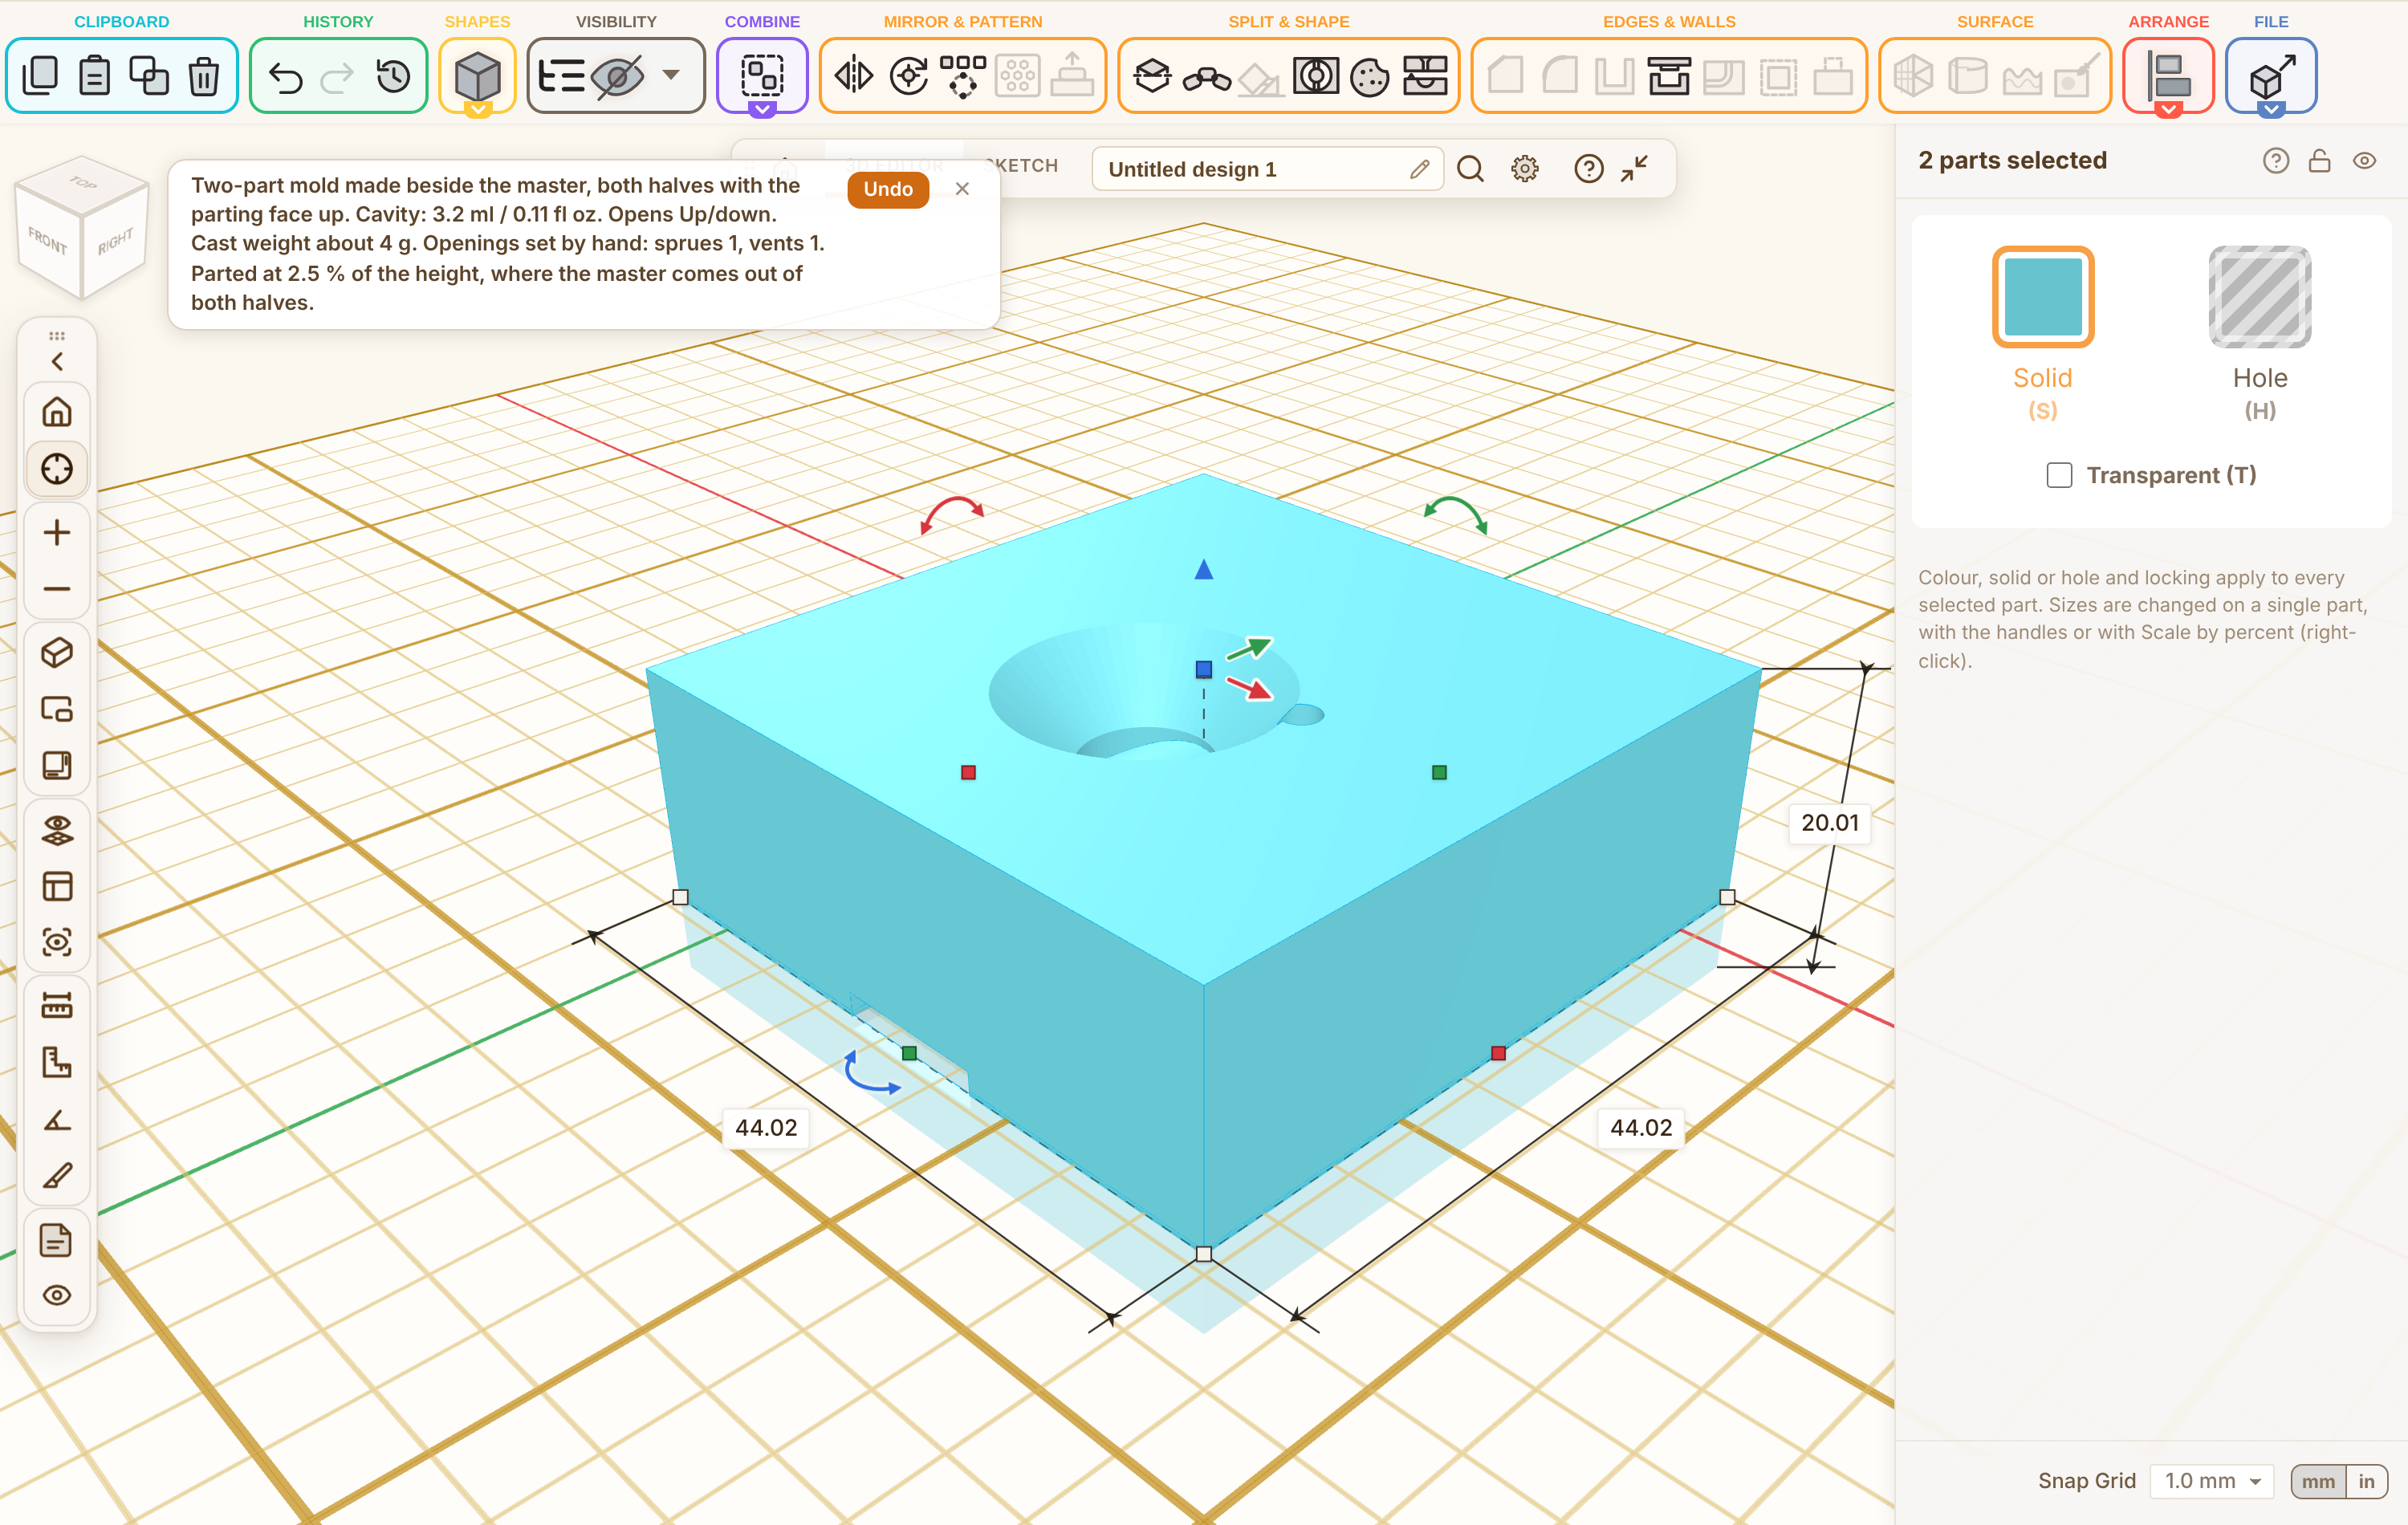 CLIPBOARD
HISTORY
SHAPES
VISIBILITY
COMBINE
MIRROR & PATTERN
SPLIT & SHAPE
EDGES & WALLS
SURFACE
ARRANGE
FILE
TOP
FRONT
RIGHT
Two-part mold made beside the master, both halves with the
parting face up. Cavity: 3.2 ml / 0.11 fl oz. Opens Up/down.
Cast weight about 4 g. Openings set by hand: sprues 1, vents 1.
Parted at 2.5 % of the height, where the master comes out of
both halves.
Undo
3D EDITOR
SKETCH
Untitled design 1
2 parts selected
Solid
(S)
Hole
(H)
Transparent (T)
Colour, solid or hole and locking apply to every
selected part. Sizes are changed on a single part,
with the handles or with Scale by percent (right-
click).
20.01
44.02
44.02
Snap Grid
1.0 mm
mm
in